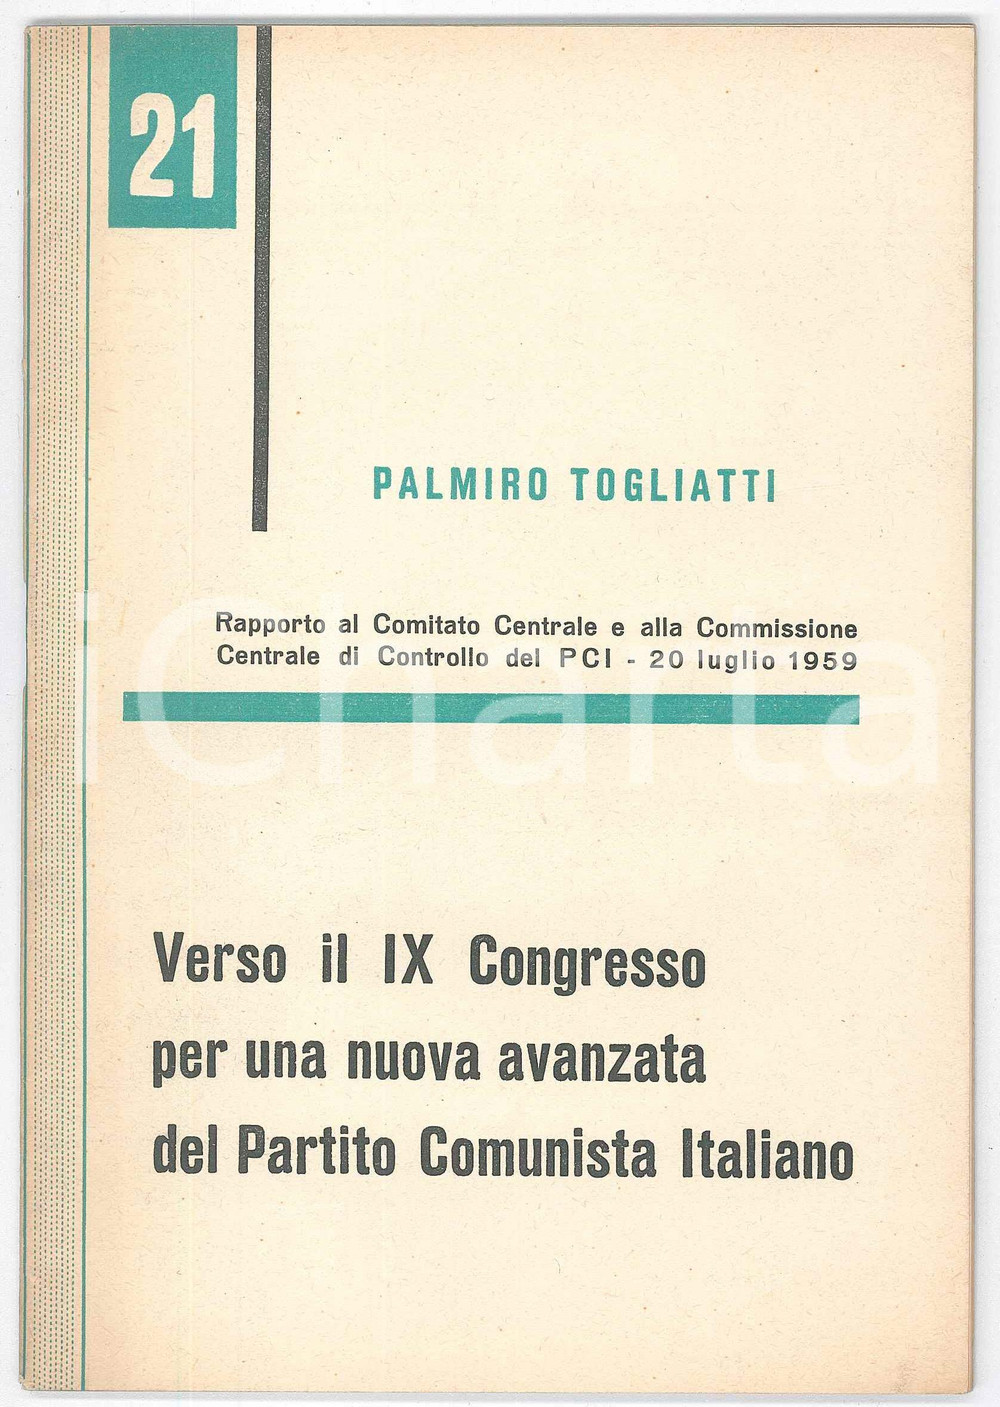 21
PALMIRO TOGLIATTI
Rapporto al Comitato Centrale e alla Commissione
Centrale di Controllo del PCI - 20 luglio 1959
iCharta
Verso il IX Congresso
per una nuova avanzata
del Partito Comunista Italiano